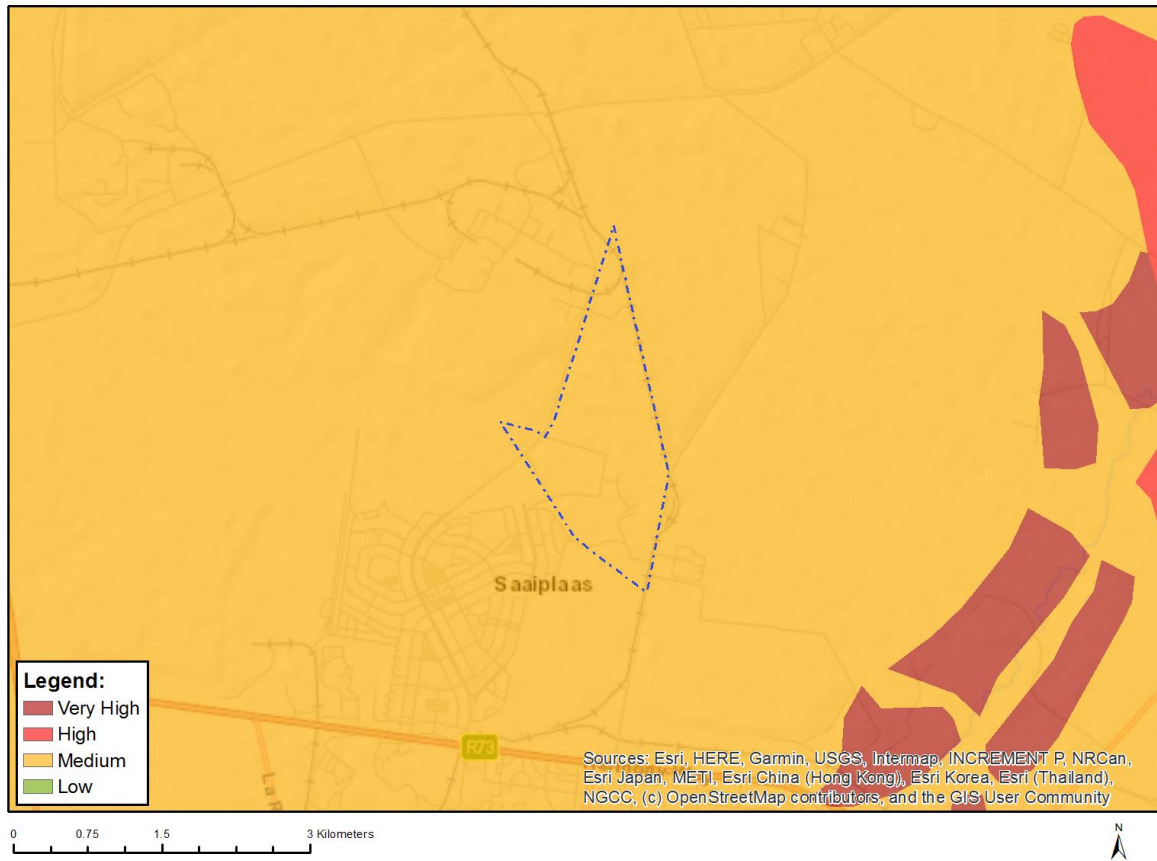 Saaiplaas
R73
La R
Legend:
Very High
High
Medium
Low
Sources: Esri, HERE, Garmin, USGS, Intermap, INCREMENT P, NRCan,
Esri Japan, METI, Esri China (Hong Kong), Esri Korea, Esri (Thailand),
NGCC, (c) OpenStreetMap contributors, and the GIS User Community
0 0.75 1.5 3 Kilometers
N